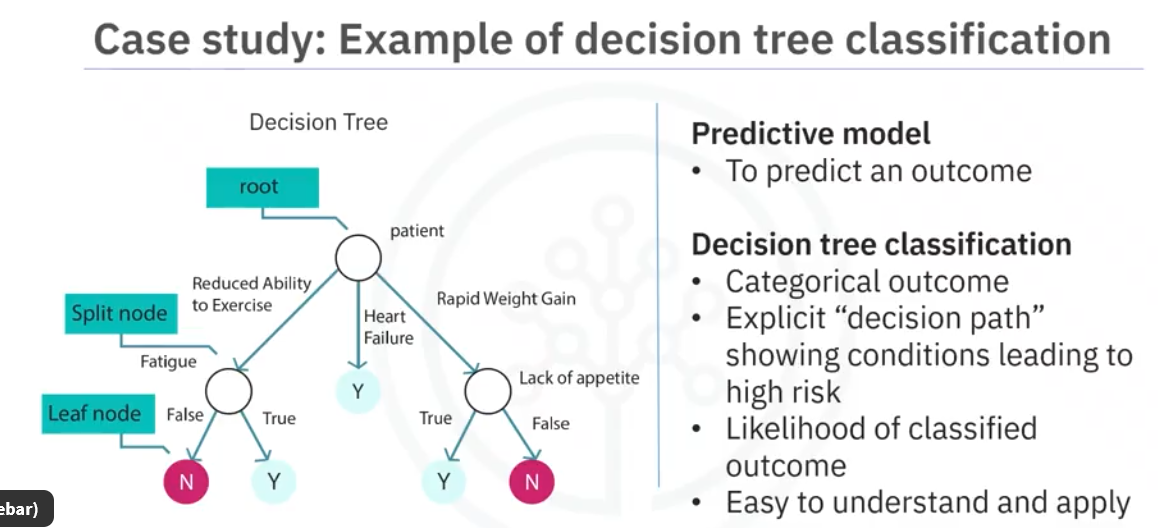 Case study: Example of decision tree classification
Decision Tree
root
patient
Reduced Ability
to Exercise
Heart
Failure
Rapid Weight Gain
Split node
Fatigue
Y
Lack of appetite
Leaf node
False
True
True
False
N
Y
Y
N
Predictive model
• To predict an outcome
Decision tree classification
• Categorical outcome
• Explicit “decision path”
showing conditions leading to
high risk
• Likelihood of classified
outcome
• Easy to understand and apply
ebar)